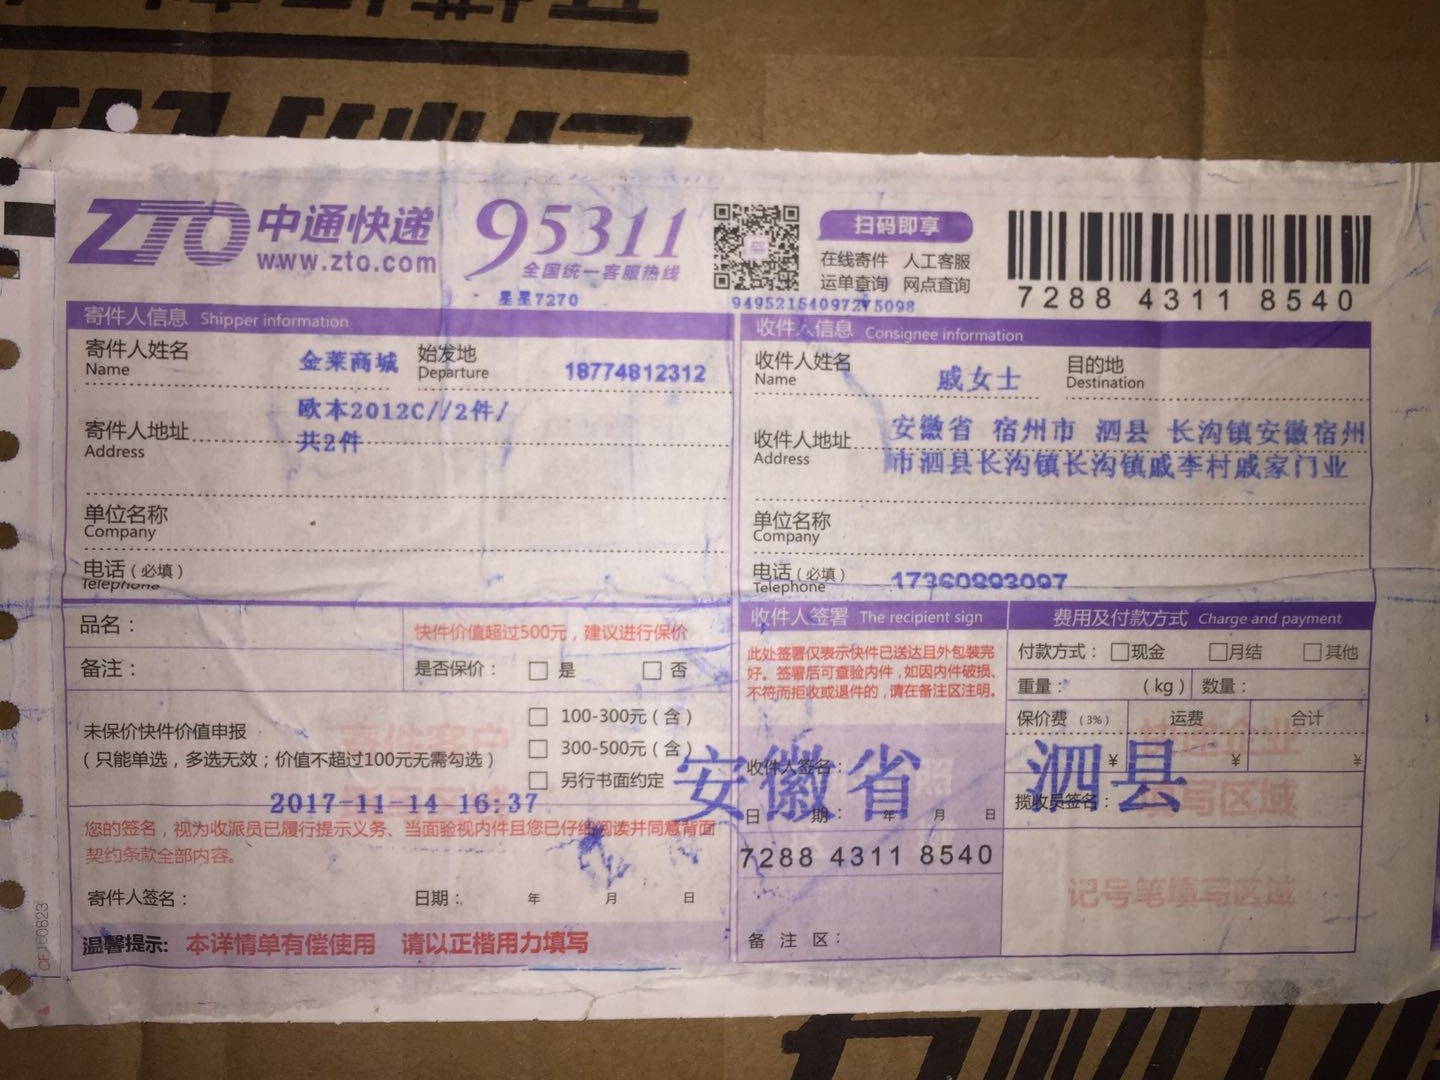 ZTO 中通快递
www.zto.com
95311
全国统一客服热线
扫码即享
在线寄件 人工客服
运单查询 网点查询
7288 4311 8540
星星7270
寄件人信息 Shipper information
寄件人姓名
Name
金莱商城
始发地
Departure
18774812312
欧本2012C//2件/
共2件
寄件人地址
Address
单位名称
Company
电话(必填)
Telephone
收件人信息 Consignee information
收件人姓名
Name
戚女士
目的地
Destination
收件人地址
Address
安徽省 宿州市 泗县 长沟镇安徽宿州
市泗县长沟镇长沟镇戚李村戚家门业
单位名称
Company
电话(必填)
Telephone
品名：
快件价值超过500元，建议进行保价
备注：
是否保价： 是 否
未保价快件价值申报
(只能单选，多选无效；价值不超过100元无需勾选)
100-300元(含)
300-500元(含)
另行书面约定
2017-11-14 16:37
您的签名，视为收派员已履行提示义务、当面验视内件且您已仔细阅读并同意背面
契约条款全部内容。
寄件人签名：
日期： 年 月 日
温馨提示: 本详情单有偿使用 请以正楷用力填写
收件人签署 The recipient sign
此处签署仅表示快件已送达且外包装完
好。签署后可查验内件，如因内件破损、
不符而拒收或退件的，请在备注区注明。
收件人签名：
安徽省 泗县
日 期： 年 月 日
7288 4311 8540
备 注 区：
费用及付款方式 Charge and payment
付款方式： 现金 月结 其他
重量： (kg) 数量：
保价费(3%) 运费 合计
¥ ¥ ¥
揽收员签名：
记号笔填写区域